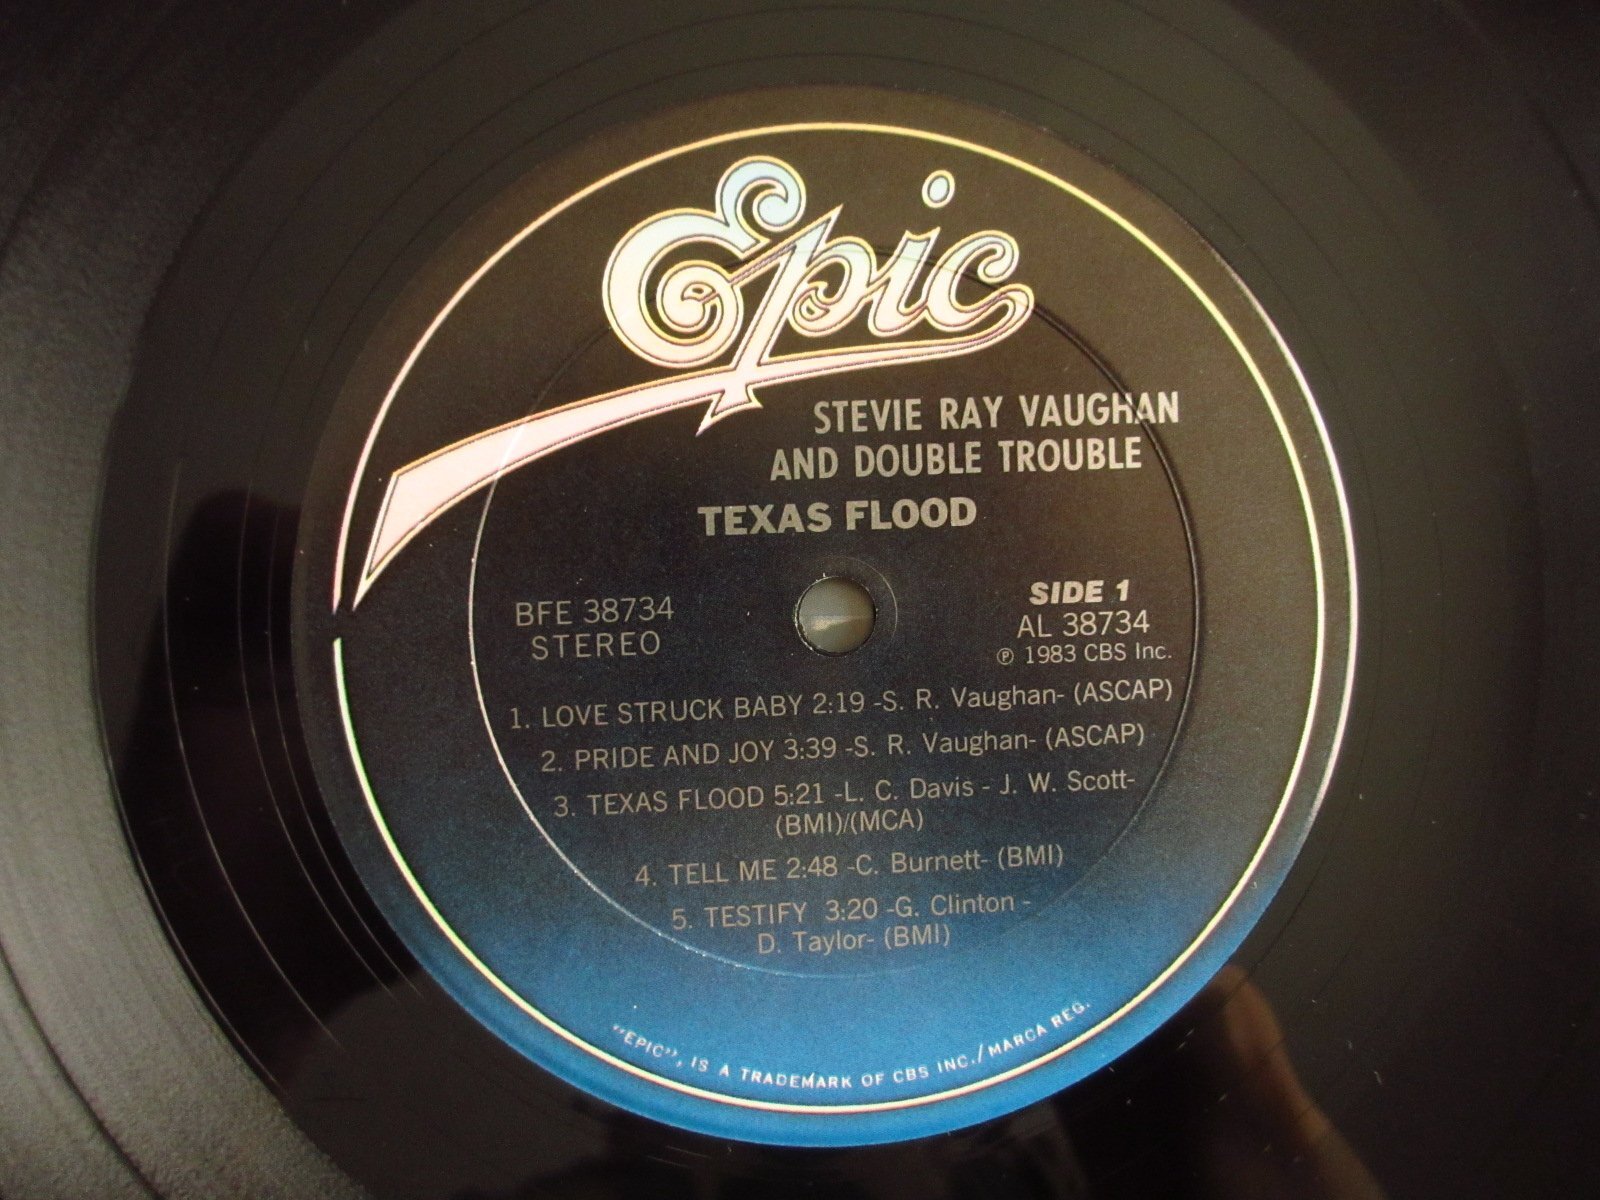 Epic
STEVIE RAY VAUGHAN
AND DOUBLE TROUBLE
TEXAS FLOOD
BFE 38734
STEREO
SIDE 1
AL 38734
℗ 1983 CBS Inc.
1. LOVE STRUCK BABY 2:19 -S. R. Vaughan- (ASCAP)
2. PRIDE AND JOY 3:39 -S. R. Vaughan- (ASCAP)
3. TEXAS FLOOD 5:21 -L. C. Davis - J. W. Scott-
(BMI)/(MCA)
4. TELL ME 2:48 -C. Burnett- (BMI)
5. TESTIFY 3:20 -G. Clinton -
D. Taylor- (BMI)
"EPIC", IS A TRADEMARK OF CBS INC./MARCA REG.